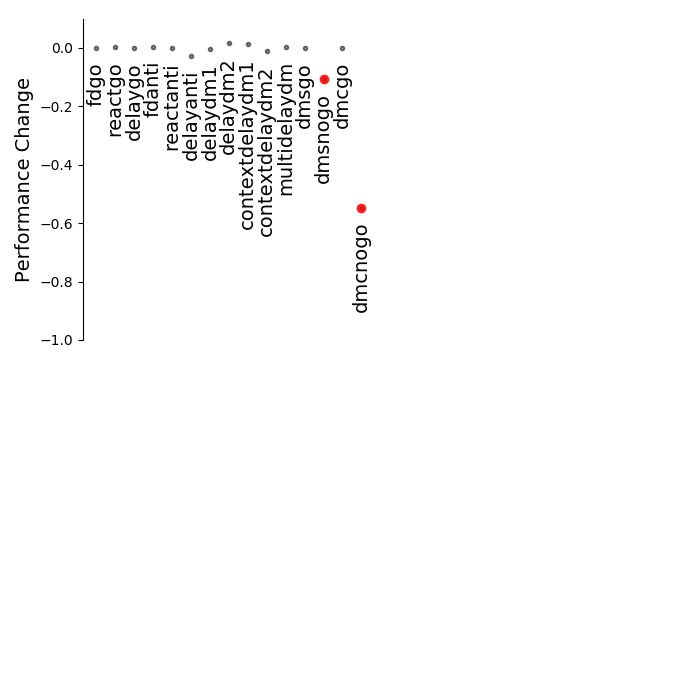 0.0
−0.2
−0.4
−0.6
−0.8
−1.0
Performance Change
fdgo
reactgo
delaygo
fdanti
reactanti
delayanti
delaydm1
delaydm2
contextdelaydm1
contextdelaydm2
multidelaydm
dmsgo
dmsnogo
dmcgo
dmcnogo